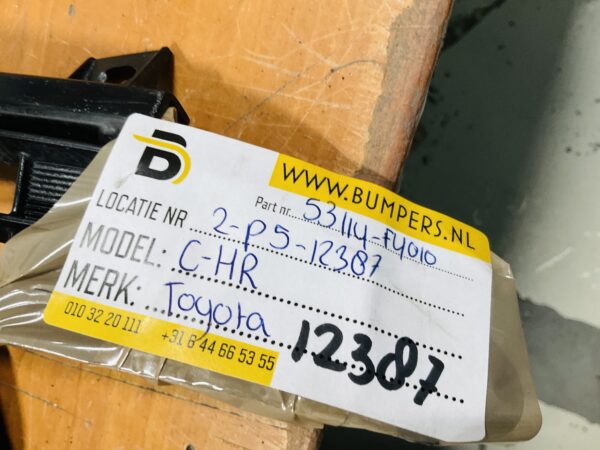 B
WWW.BUMPERS.NL
Part nr. 53114-F4010
LOCATIE NR 2-P5-12387
MODEL: C-HR
MERK: Toyota
12387
010 32 20 111 +31 6 44 66 53 55